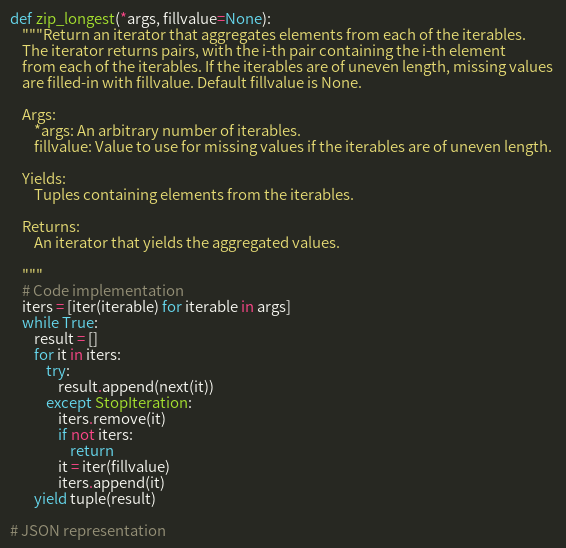 def zip_longest(*args, fillvalue=None):
"""Return an iterator that aggregates elements from each of the iterables.
The iterator returns pairs, with the i-th pair containing the i-th element
from each of the iterables. If the iterables are of uneven length, missing values
are filled-in with fillvalue. Default fillvalue is None.
Args:
*args: An arbitrary number of iterables.
fillvalue: Value to use for missing values if the iterables are of uneven length.
Yields:
Tuples containing elements from the iterables.
Returns:
An iterator that yields the aggregated values.
"""
# Code implementation
iters = [iter(iterable) for iterable in args]
while True:
result = []
for it in iters:
try:
result.append(next(it))
except StopIteration:
iters.remove(it)
if not iters:
return
it = iter(fillvalue)
iters.append(it)
yield tuple(result)
# JSON representation